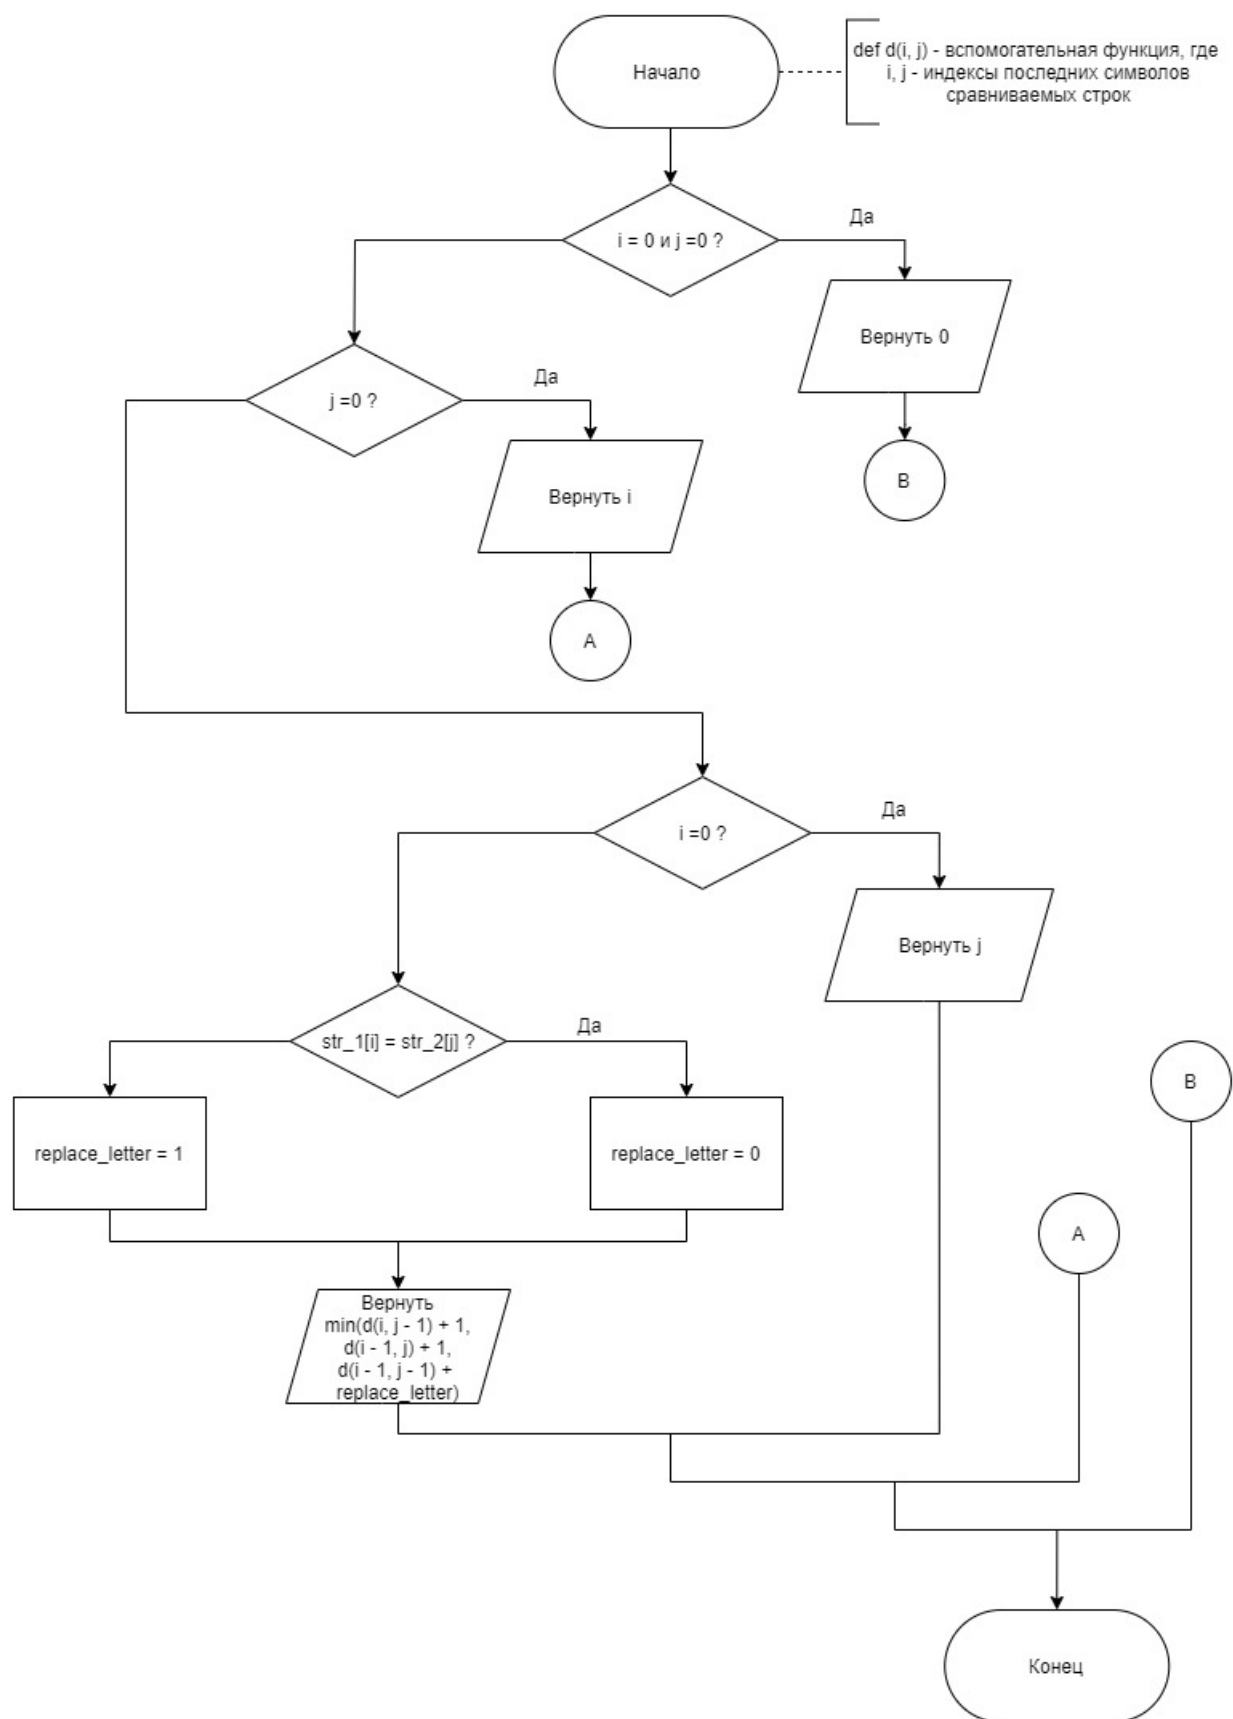 Начало
def d(i, j) - вспомогательная функция, где
i, j - индексы последних символов
сравниваемых строк
i = 0 и j =0 ?
Да
Вернуть 0
B
j =0 ?
Да
Вернуть i
A
i =0 ?
Да
Вернуть j
str_1[i] = str_2[j] ?
Да
replace_letter = 1
replace_letter = 0
B
A
Вернуть
min(d(i, j - 1) + 1,
d(i - 1, j) + 1,
d(i - 1, j - 1) +
replace_letter)
Конец